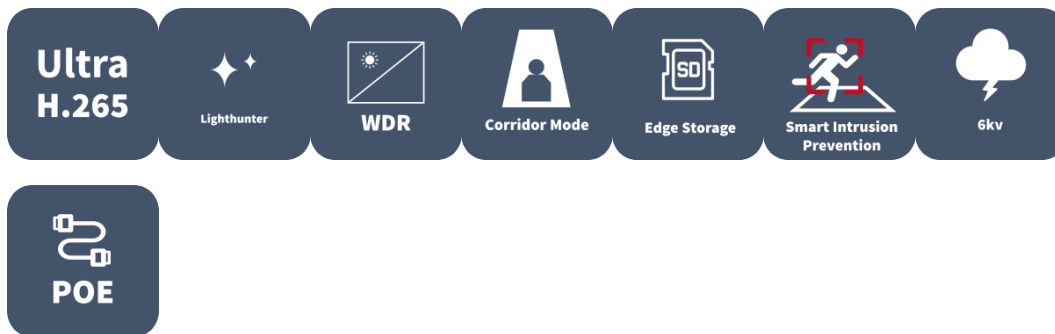 Ultra
H.265
Lighthunter
WDR
Corridor Mode
SD
Edge Storage
Smart Intrusion
Prevention
6kv
POE